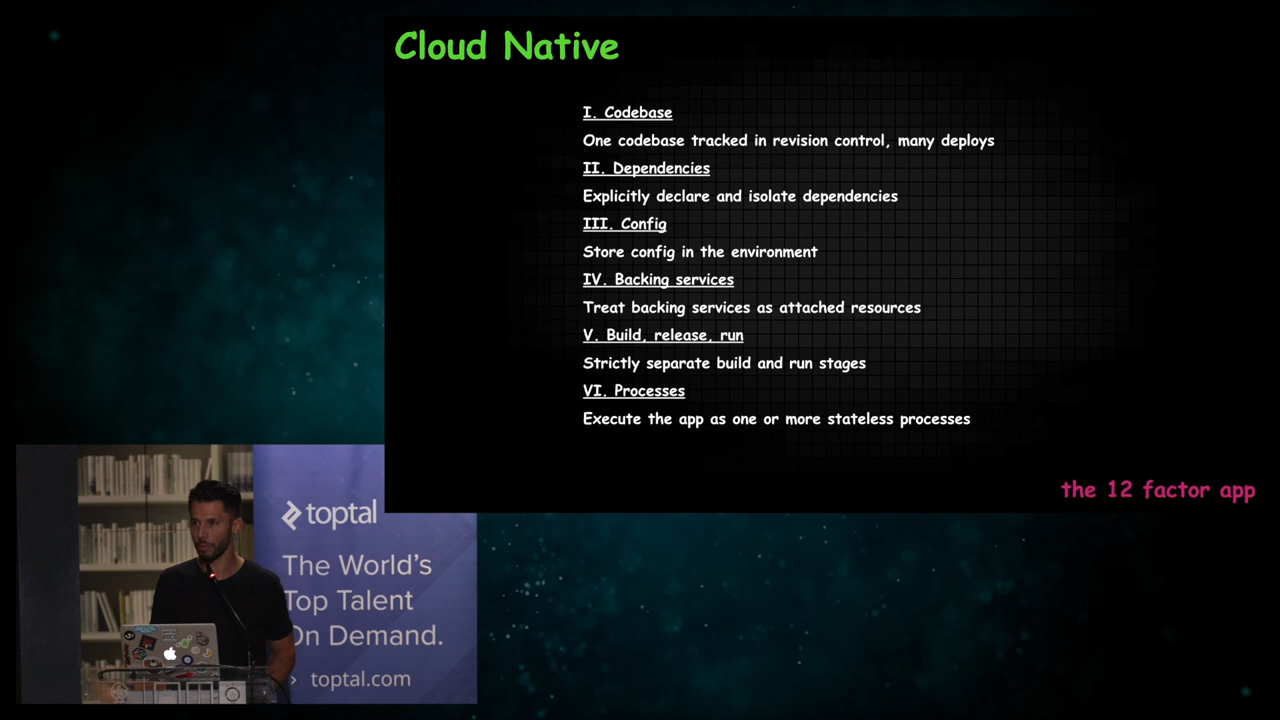 Cloud Native
I. Codebase
One codebase tracked in revision control, many deploys
II. Dependencies
Explicitly declare and isolate dependencies
III. Config
Store config in the environment
IV. Backing services
Treat backing services as attached resources
V. Build, release, run
Strictly separate build and run stages
VI. Processes
Execute the app as one or more stateless processes
the 12 factor app
toptal
The World's
Top Talent
On Demand.
toptal.com